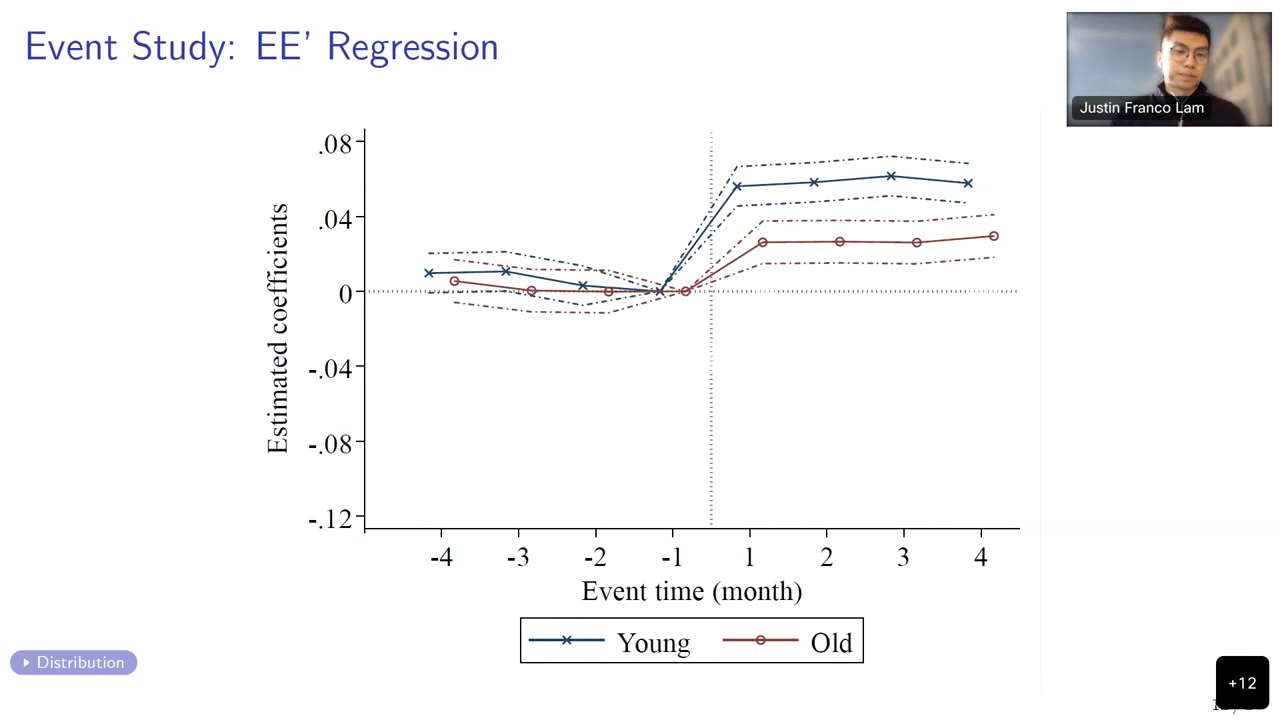 Event Study: EE' Regression
Justin Franco Lam
.08
.04
0
-.04
-.08
-.12
Estimated coefficients
-4 -3 -2 -1 1 2 3 4
Event time (month)
Young Old
Distribution
+12